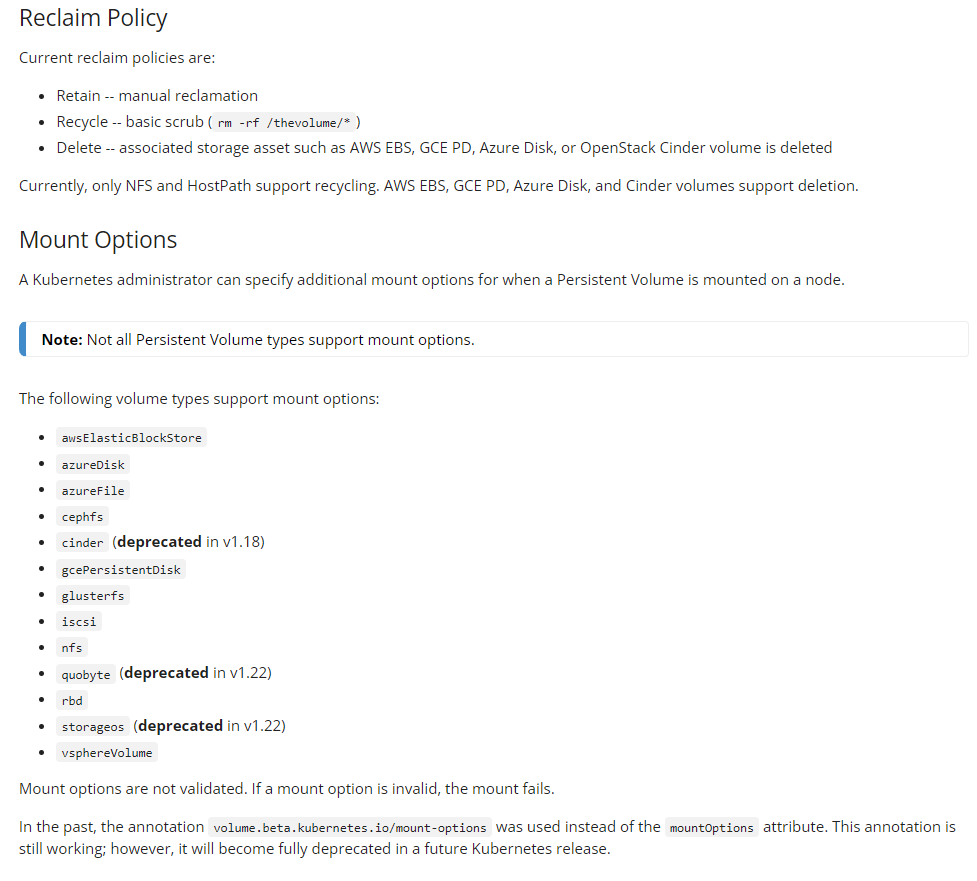 Reclaim Policy
Current reclaim policies are:
Retain -- manual reclamation
Recycle -- basic scrub ( rm -rf /thevolume/* )
Delete -- associated storage asset such as AWS EBS, GCE PD, Azure Disk, or OpenStack Cinder volume is deleted
Currently, only NFS and HostPath support recycling. AWS EBS, GCE PD, Azure Disk, and Cinder volumes support deletion.
Mount Options
A Kubernetes administrator can specify additional mount options for when a Persistent Volume is mounted on a node.
Note: Not all Persistent Volume types support mount options.
The following volume types support mount options:
awsElasticBlockStore
azureDisk
azureFile
cephfs
cinder (deprecated in v1.18)
gcePersistentDisk
glusterfs
iscsi
nfs
quobyte (deprecated in v1.22)
rbd
storageos (deprecated in v1.22)
vsphereVolume
Mount options are not validated. If a mount option is invalid, the mount fails.
In the past, the annotation volume.beta.kubernetes.io/mount-options was used instead of the mountOptions attribute. This annotation is
still working; however, it will become fully deprecated in a future Kubernetes release.